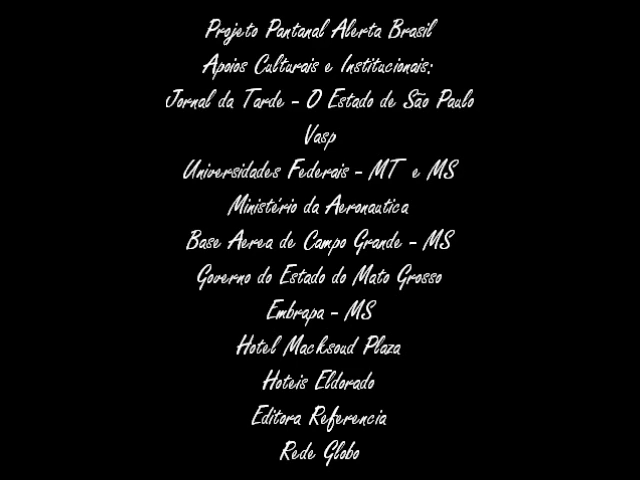 Projeto Pantanal Alerta Brasil
Apoios Culturais e Institucionais:
Jornal da Tarde - O Estado de São Paulo
Vasp
Universidades Federais - MT e MS
Ministério da Aeronautica
Base Aerea de Campo Grande - MS
Governo do Estado do Mato Grosso
Embrapa - MS
Hotel Macksoud Plaza
Hoteis Eldorado
Editora Referencia
Rede Globo